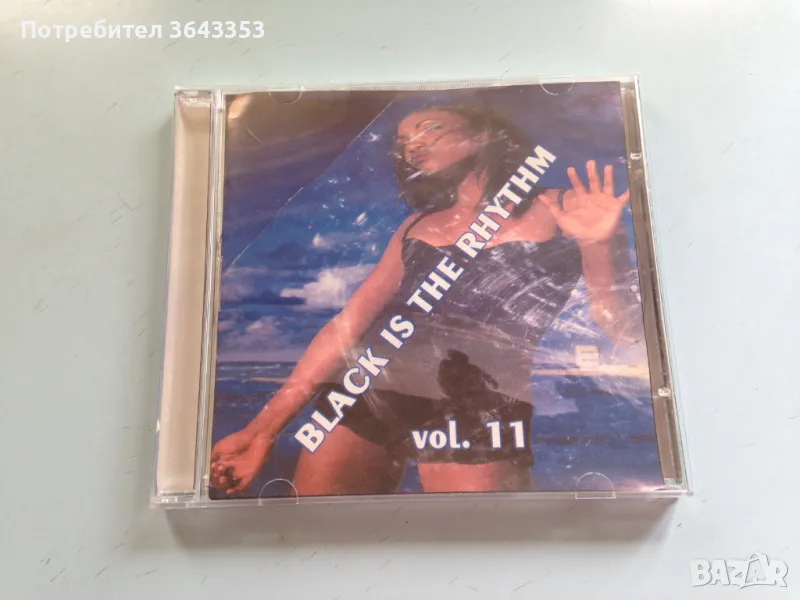 Потребител 3643353
BLACK IS THE RHYTHM
vol. 11
BAZAR